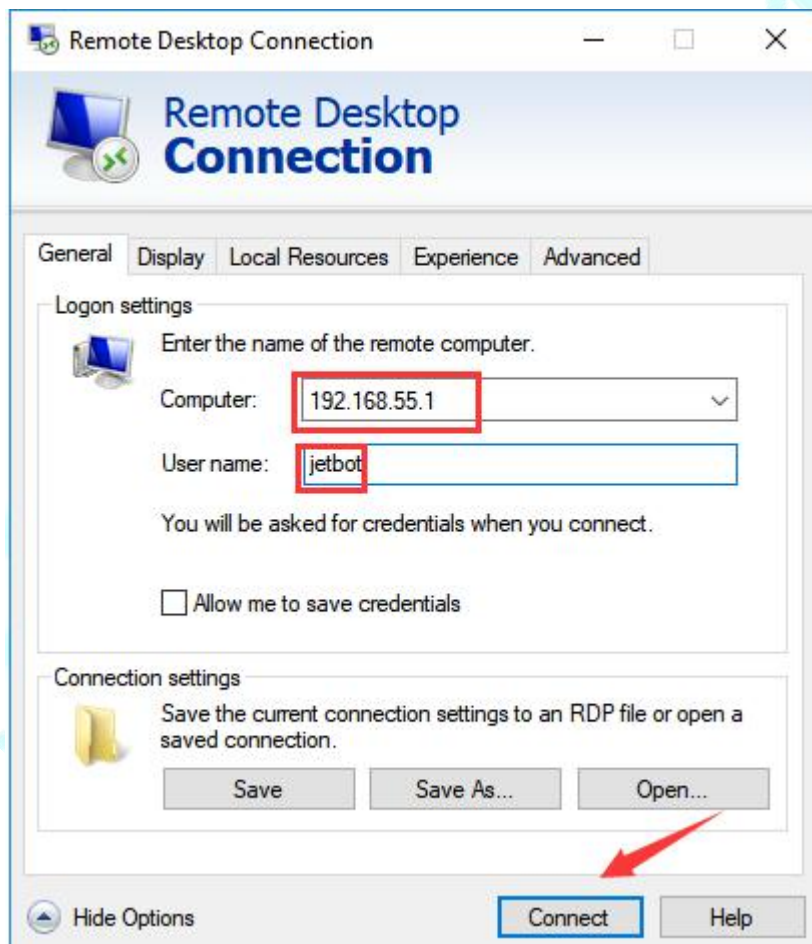 Remote Desktop Connection
Remote Desktop
Connection
General Display Local Resources Experience Advanced
Logon settings
Enter the name of the remote computer.
Computer: 192.168.55.1
User name: jetbot
You will be asked for credentials when you connect.
Allow me to save credentials
Connection settings
Save the current connection settings to an RDP file or open a
saved connection.
Save Save As... Open...
Hide Options Connect Help